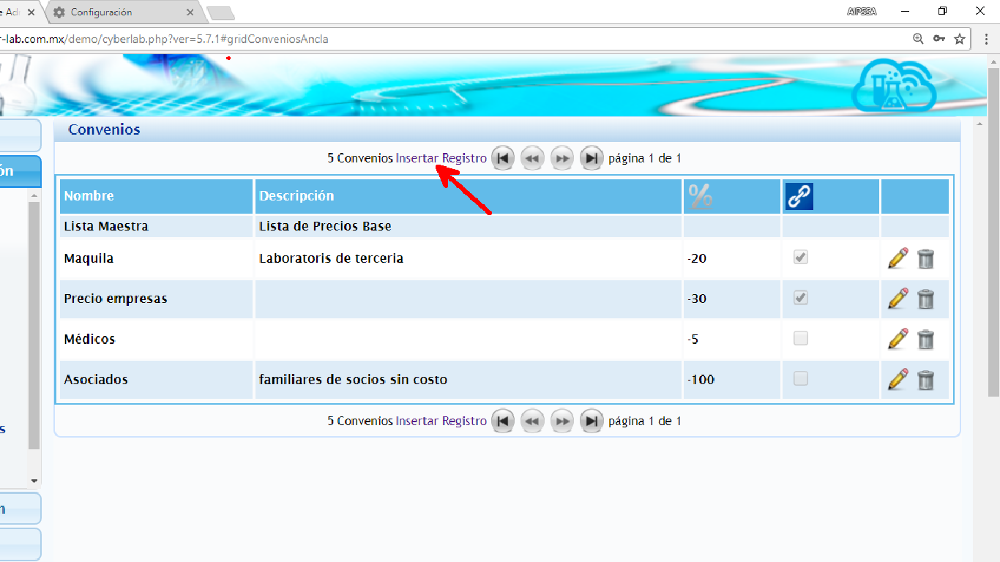 Configuración
AIPSSA
r-lab.com.mx/demo/cyberlab.php?ver=5.7.1#gridConveniosAncla
Convenios
5 Convenios Insertar Registro página 1 de 1
Nombre Descripción %
Lista Maestra Lista de Precios Base
Maquila Laboratoris de terceria -20
Precio empresas -30
Médicos -5
Asociados familiares de socios sin costo -100
5 Convenios Insertar Registro página 1 de 1